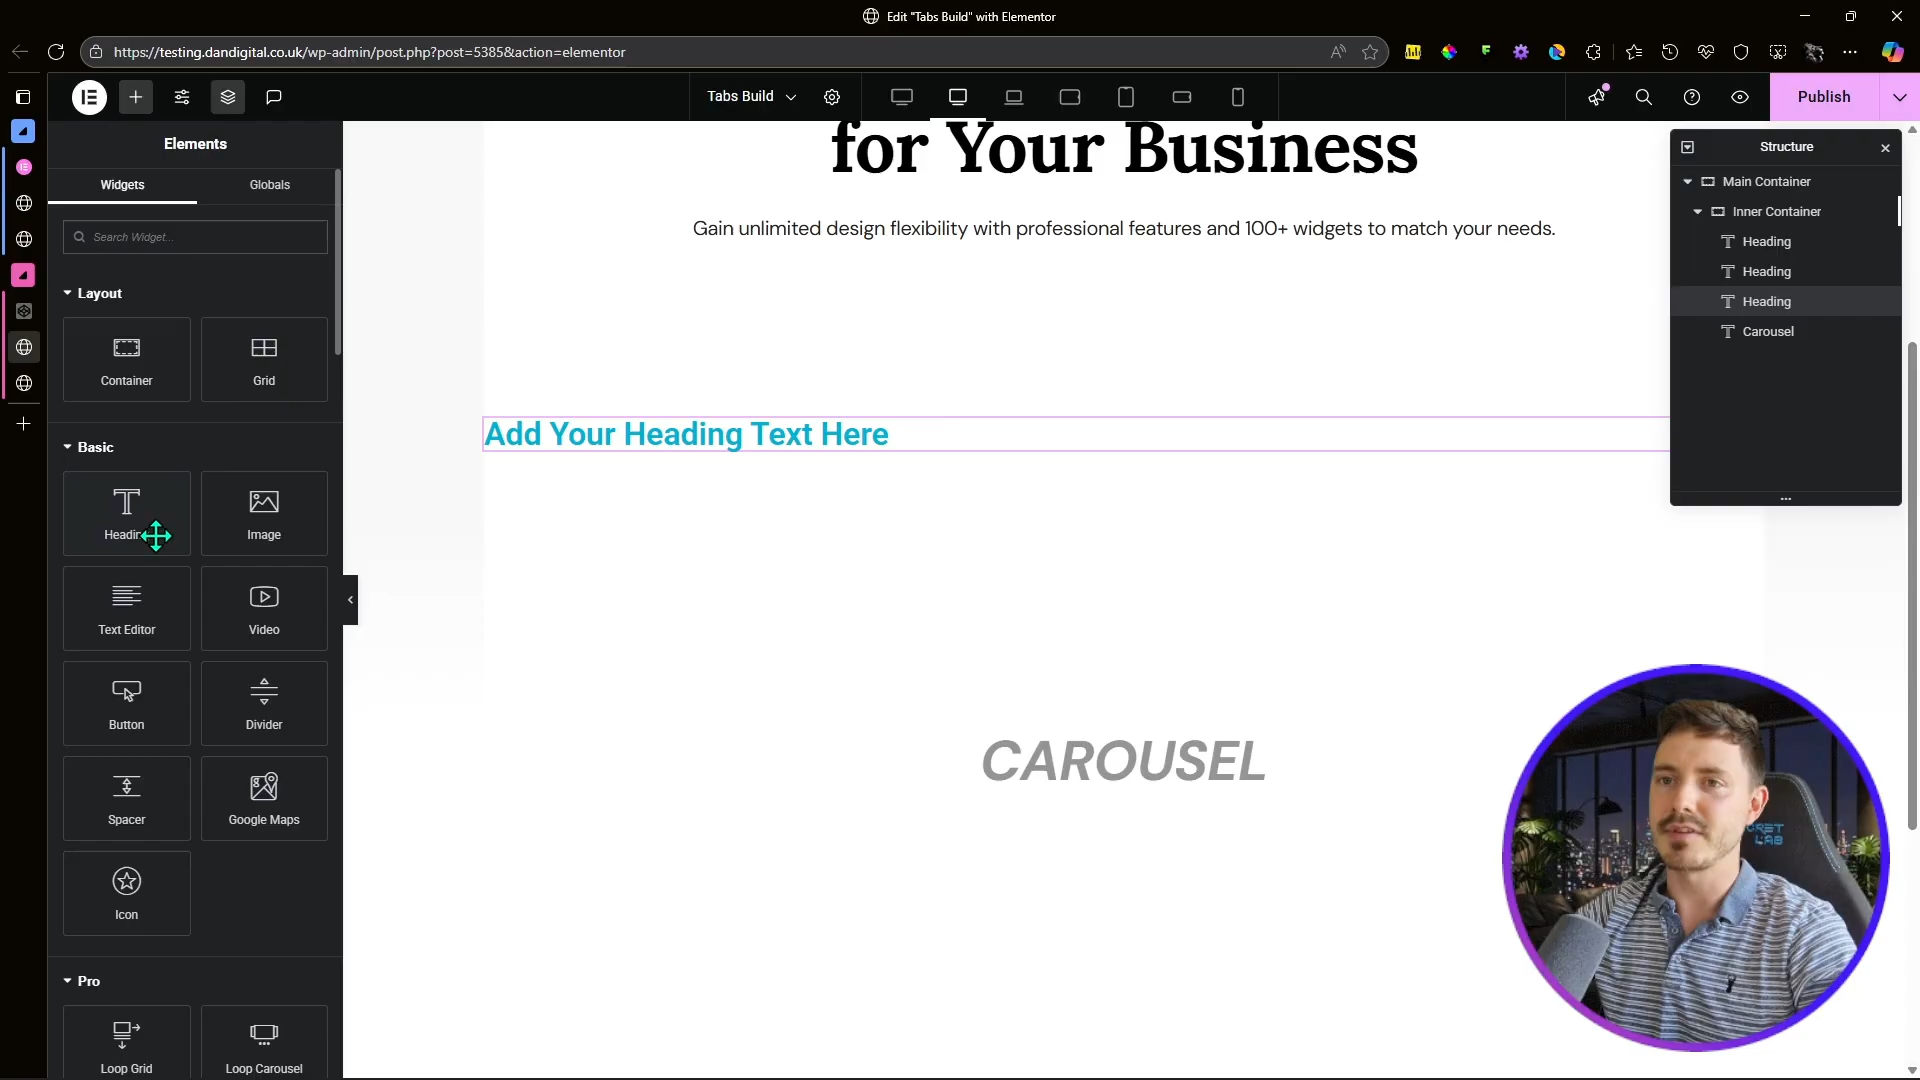 Edit "Tabs Build" with Elementor
https://testing.dandigital.co.uk/wp-admin/post.php?post=5385&action=elementor
Tabs Build
Publish
Elements
Widgets
Globals
Search Widget...
Layout
Container
Grid
Basic
Heading
Image
Text Editor
Video
Button
Divider
Spacer
Google Maps
Icon
Pro
Loop Grid
Loop Carousel
for Your Business
Gain unlimited design flexibility with professional features and 100+ widgets to match your needs.
Add Your Heading Text Here
CAROUSEL
Structure
Main Container
Inner Container
Heading
Heading
Heading
Carousel